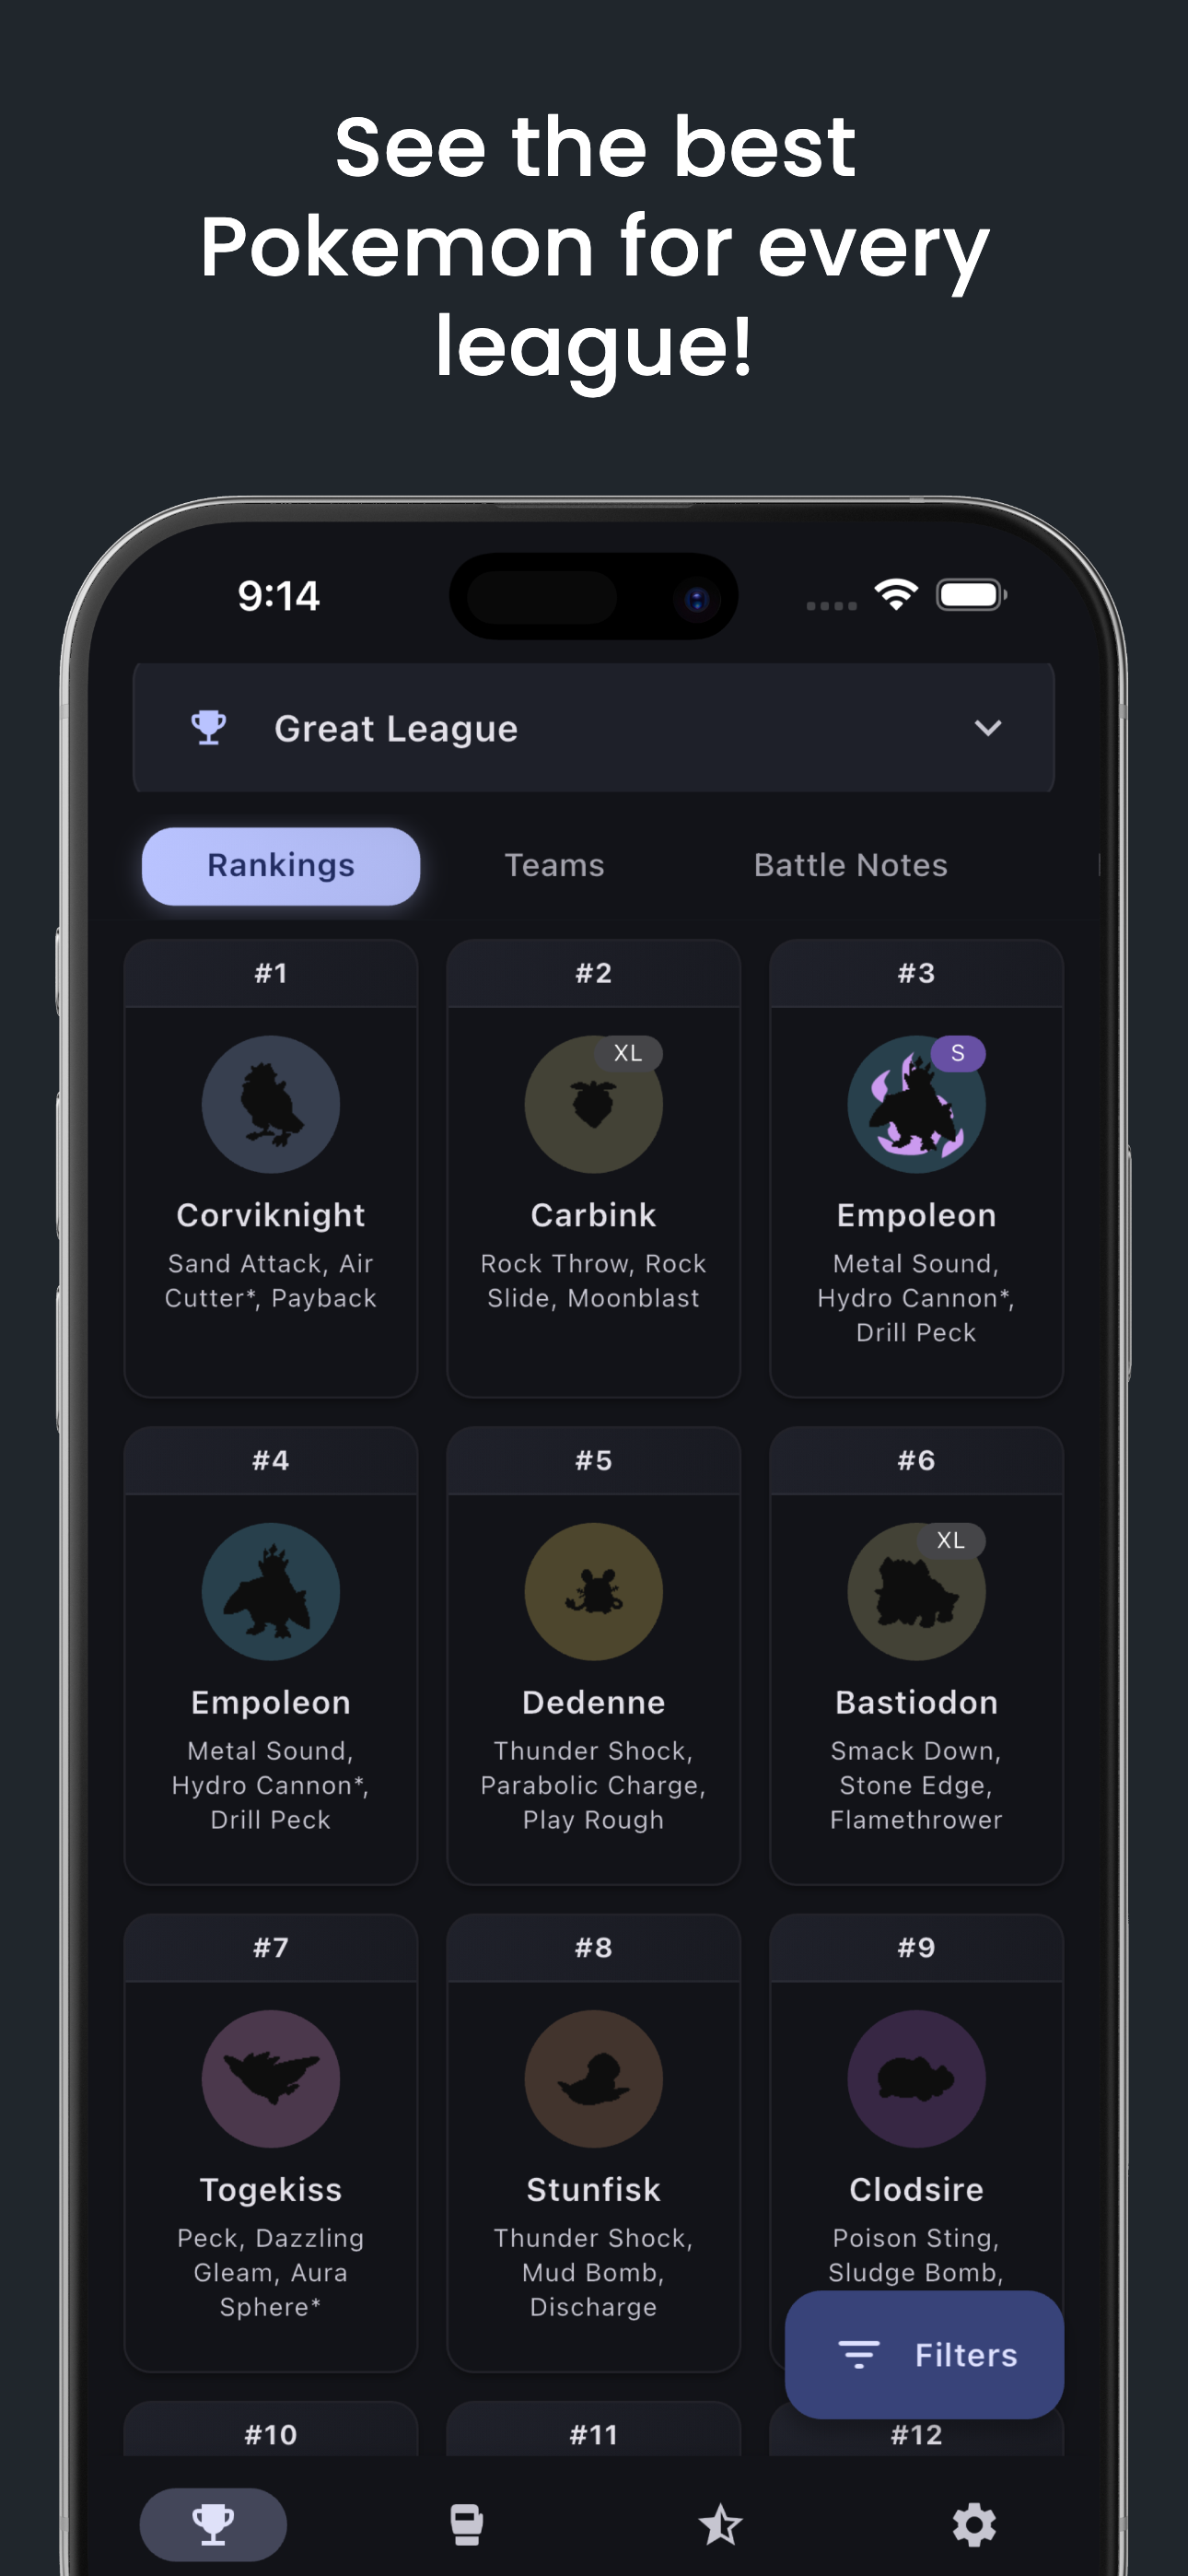 See the best
Pokemon for every
league!
9:14
Great League
Rankings
Teams
Battle Notes
#1
#2
#3
XL
S
Corviknight
Carbink
Empoleon
Sand Attack, Air
Cutter*, Payback
Rock Throw, Rock
Slide, Moonblast
Metal Sound,
Hydro Cannon*,
Drill Peck
#4
#5
#6
XL
Empoleon
Dedenne
Bastiodon
Metal Sound,
Hydro Cannon*,
Drill Peck
Thunder Shock,
Parabolic Charge,
Play Rough
Smack Down,
Stone Edge,
Flamethrower
#7
#8
#9
Togekiss
Stunfisk
Clodsire
Peck, Dazzling
Gleam, Aura
Sphere*
Thunder Shock,
Mud Bomb,
Discharge
Poison Sting,
Sludge Bomb,
Filters
#10
#11
#12